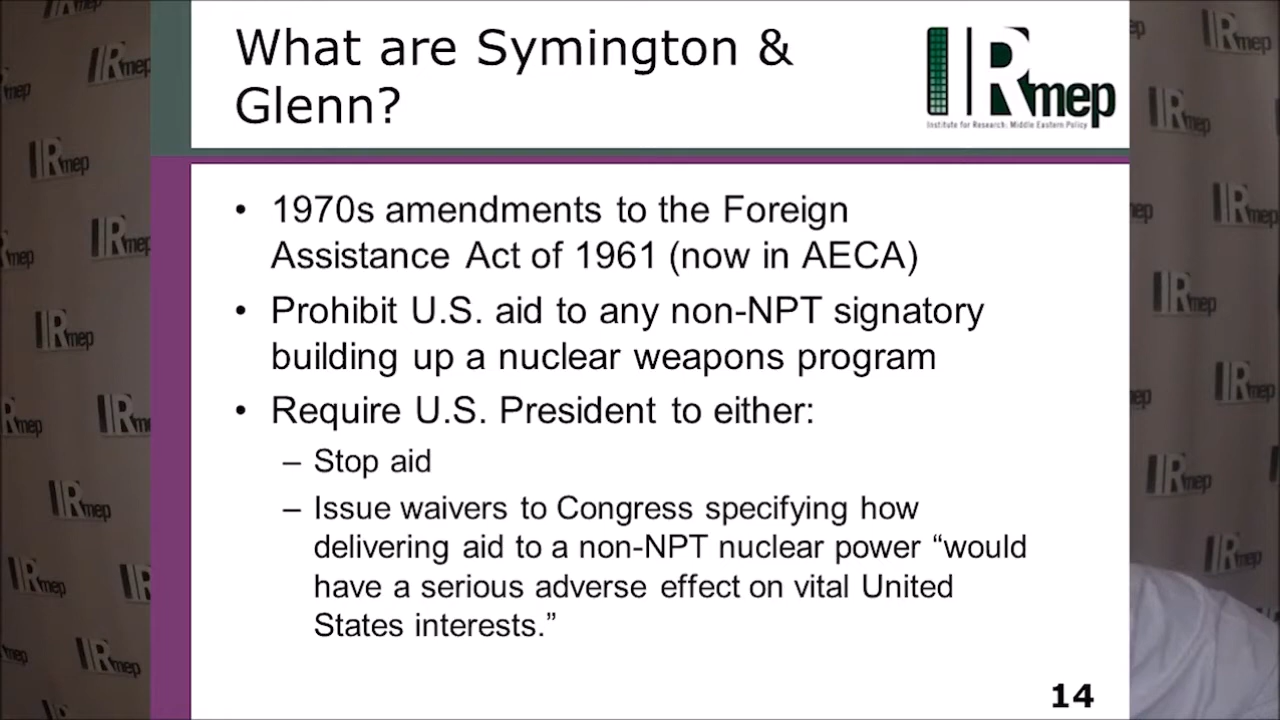 What are Symington &
Glenn?
IRmep
Institute for Research: Middle Eastern Policy
• 1970s amendments to the Foreign
Assistance Act of 1961 (now in AECA)
• Prohibit U.S. aid to any non-NPT signatory
building up a nuclear weapons program
• Require U.S. President to either:
– Stop aid
– Issue waivers to Congress specifying how
delivering aid to a non-NPT nuclear power “would
have a serious adverse effect on vital United
States interests.”
14